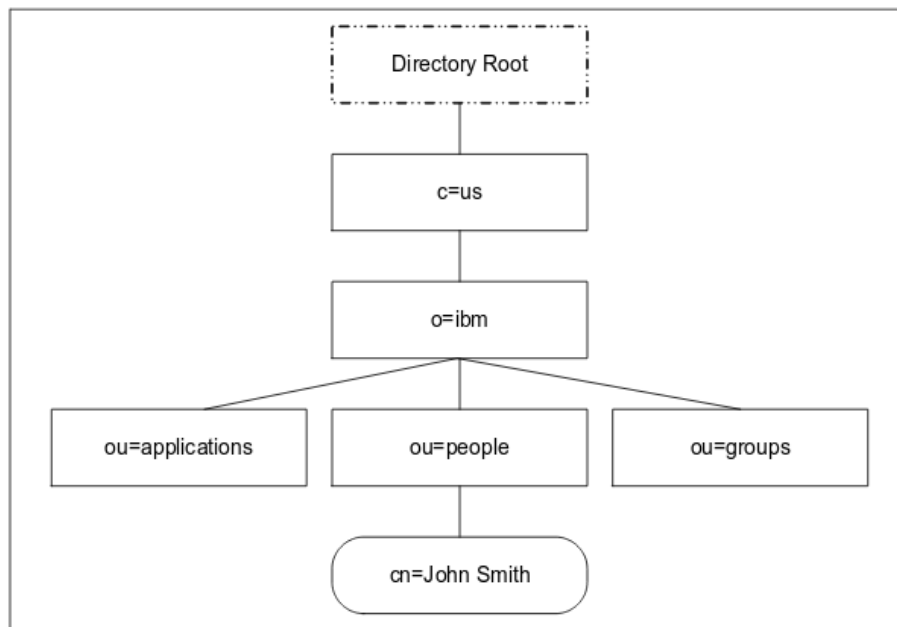 Directory Root
c=us
o=ibm
ou=applications
ou=people
ou=groups
cn=John Smith